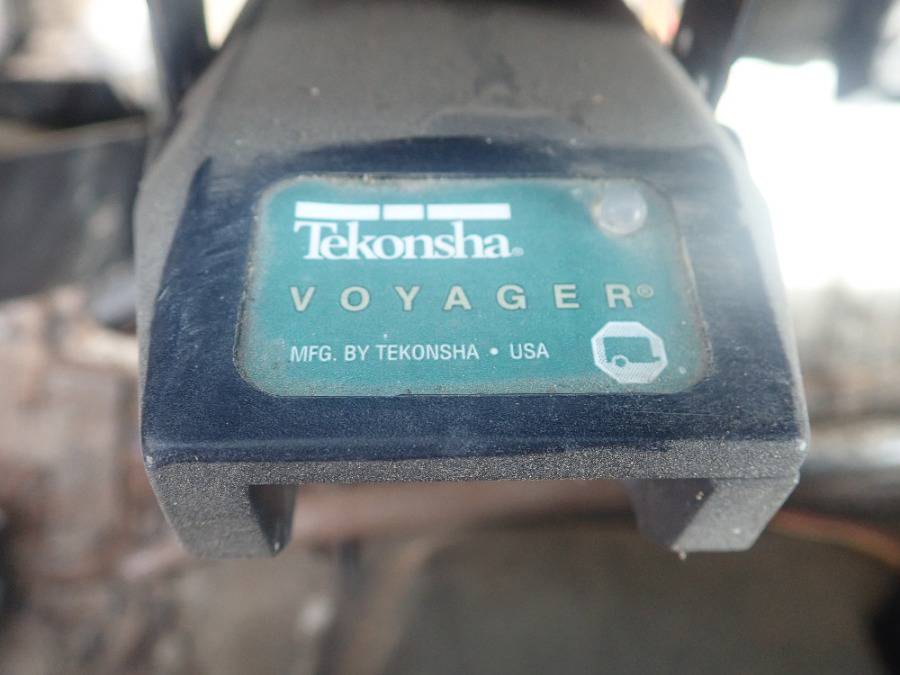 Tekonsha®
VOYAGER®
MFG. BY TEKONSHA • USA